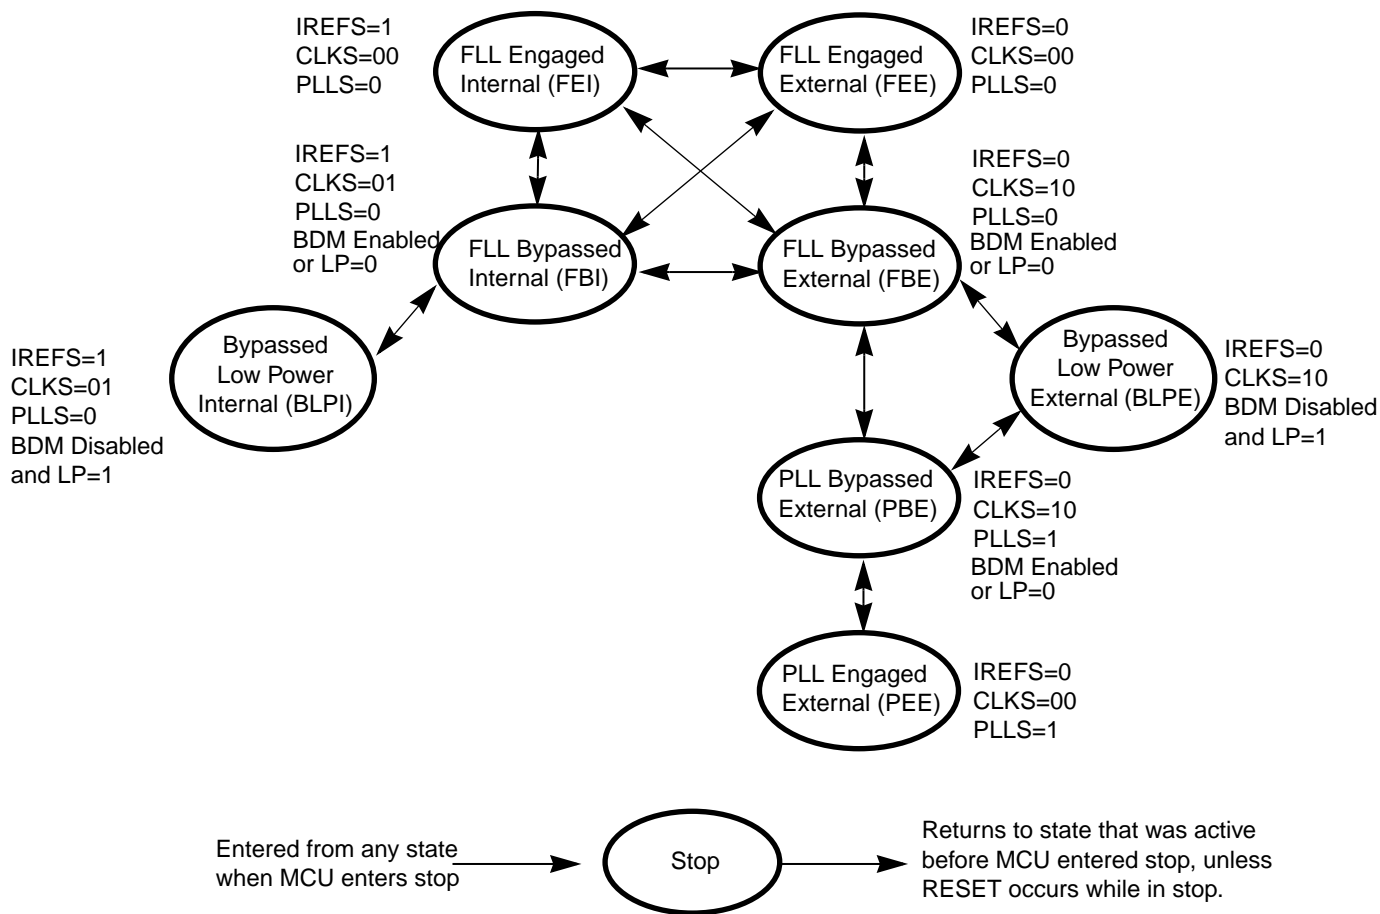 IREFS=1
CLKS=00
PLLS=0
FLL Engaged
Internal (FEI)
FLL Engaged
External (FEE)
IREFS=0
CLKS=00
PLLS=0
IREFS=1
CLKS=01
PLLS=0
BDM Enabled
or LP=0
FLL Bypassed
Internal (FBI)
FLL Bypassed
External (FBE)
IREFS=0
CLKS=10
PLLS=0
BDM Enabled
or LP=0
IREFS=1
CLKS=01
PLLS=0
BDM Disabled
and LP=1
Bypassed
Low Power
Internal (BLPI)
Bypassed
Low Power
External (BLPE)
IREFS=0
CLKS=10
BDM Disabled
and LP=1
PLL Bypassed
External (PBE)
IREFS=0
CLKS=10
PLLS=1
BDM Enabled
or LP=0
PLL Engaged
External (PEE)
IREFS=0
CLKS=00
PLLS=1
Entered from any state
when MCU enters stop
Stop
Returns to state that was active
before MCU entered stop, unless
RESET occurs while in stop.